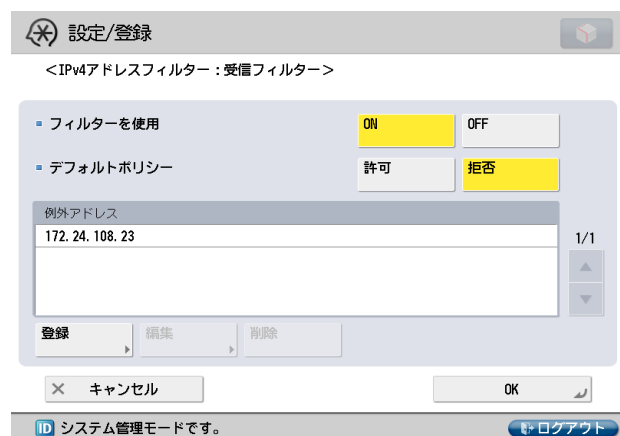 設定/登録
<IPv4アドレスフィルター：受信フィルター>
フィルターを使用 ON OFF
デフォルトポリシー 許可 拒否
例外アドレス
172.24.108.23
1/1
登録 編集 削除
キャンセル OK
ID システム管理モードです。 ログアウト